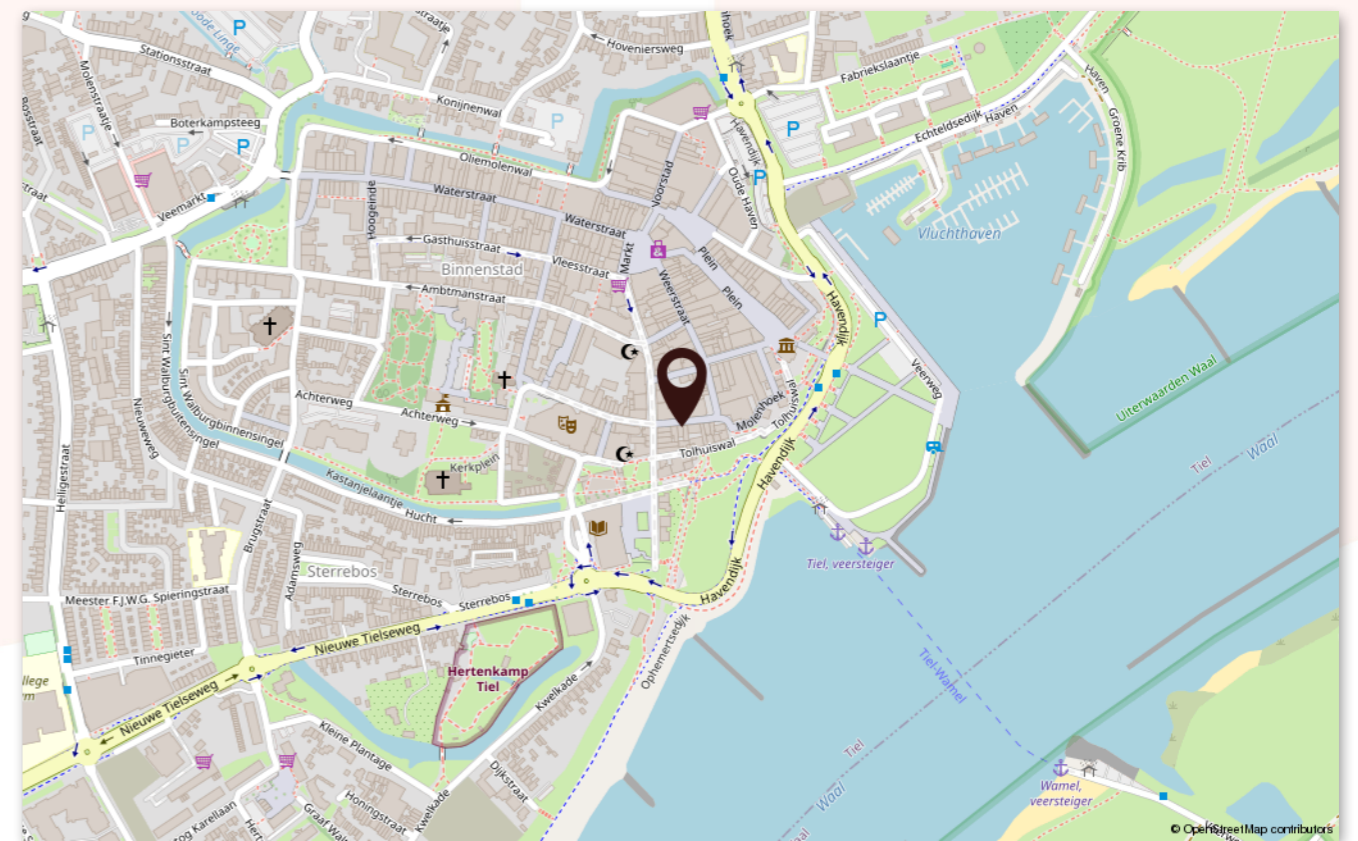 Stationsstraat
Molenstraatje
Hoveniersweg
Fabriekslaantje
Haven
Groene Krib
Konijnenwal
Boterkampsteeg
Echteldsedijk
Haven
Havendijk
Oude Haven
Oliemolenwal
Veemarkt
Hoogeinde
Waterstraat
Waterstraat
Voorstad
Vluchthaven
Gasthuisstraat
Vleesstraat
Markt
Plein
Binnenstad
Ambtmanstraat
Weerstraat
Plein
Havendijk
Veerweg
Uiterwaarden Waal
Sint Walburgbuitensingel
Sint Walburgbinnensingel
Nieuweweg
Achterweg
Achterweg
Molenhoek
Tolhuiswal
Tolhuiswal
Havendijk
Kerkplein
Heiligestraat
Kastanjelaantje
Hucht
Brugstraat
Adamsweg
Tiel
Waal
Tiel, veersteiger
Sterrebos
Sterrebos
Sterrebos
Havendijk
Meester F.J.W.G. Spieringstraat
Nieuwe Tielseweg
Tinnegieter
Ophemertsedijk
Hertenkamp
Tiel
Tiel-Wamel
Nieuwe Tielseweg
Kwelkade
Kleine Plantage
Tiel
Waal
Dijkstraat
Honingstraat
Kwelkade
Wamel,
veersteiger
© OpenStreetMap contributors